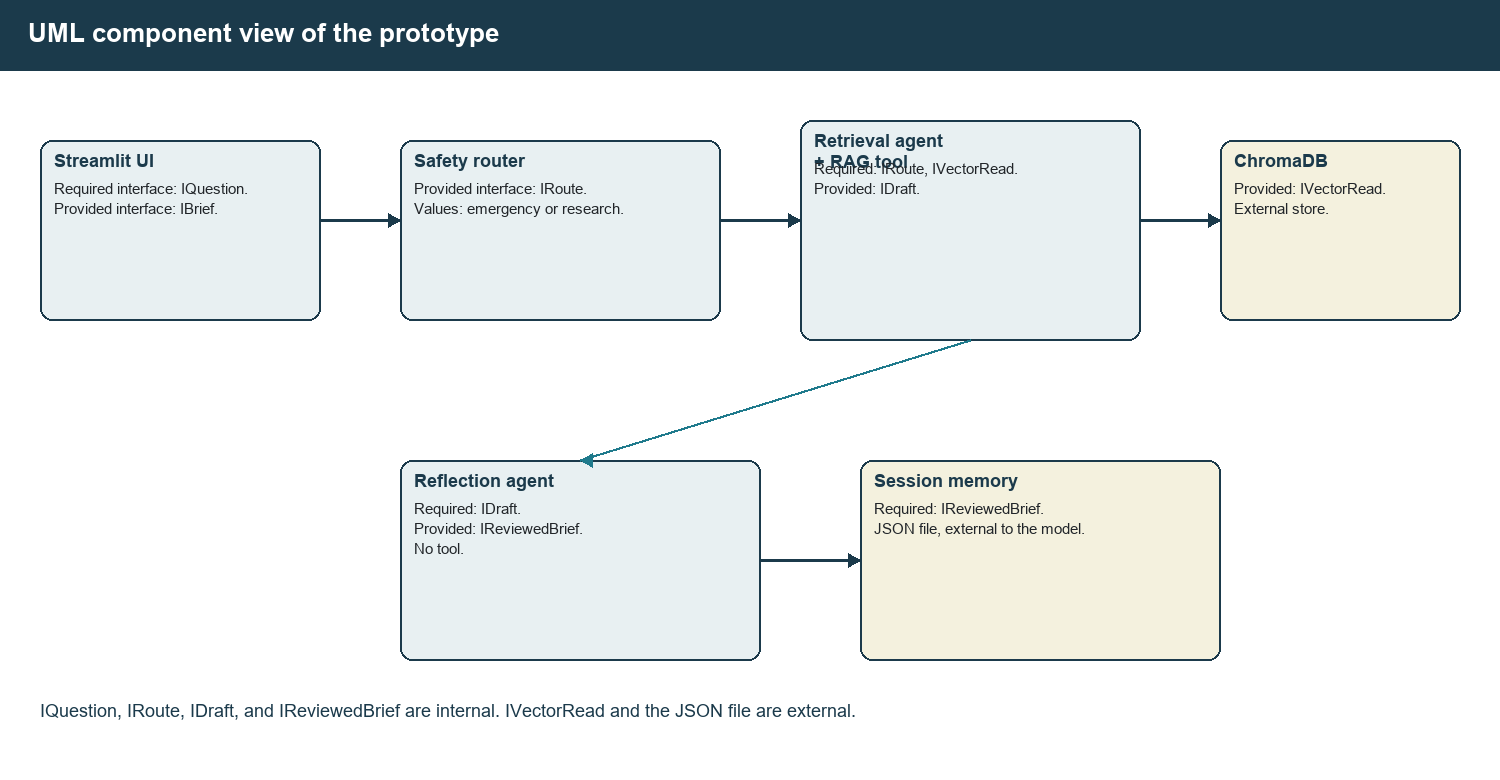 UML component view of the prototype
Streamlit UI
Required interface: IQuestion.
Provided interface: IBrief.
Safety router
Provided interface: IRoute.
Values: emergency or research.
Retrieval agent
+ RAG tool
Required: IRoute, IVectorRead.
Provided: IDraft.
ChromaDB
Provided: IVectorRead.
External store.
Reflection agent
Required: IDraft.
Provided: IReviewedBrief.
No tool.
Session memory
Required: IReviewedBrief.
JSON file, external to the model.
IQuestion, IRoute, IDraft, and IReviewedBrief are internal. IVectorRead and the JSON file are external.